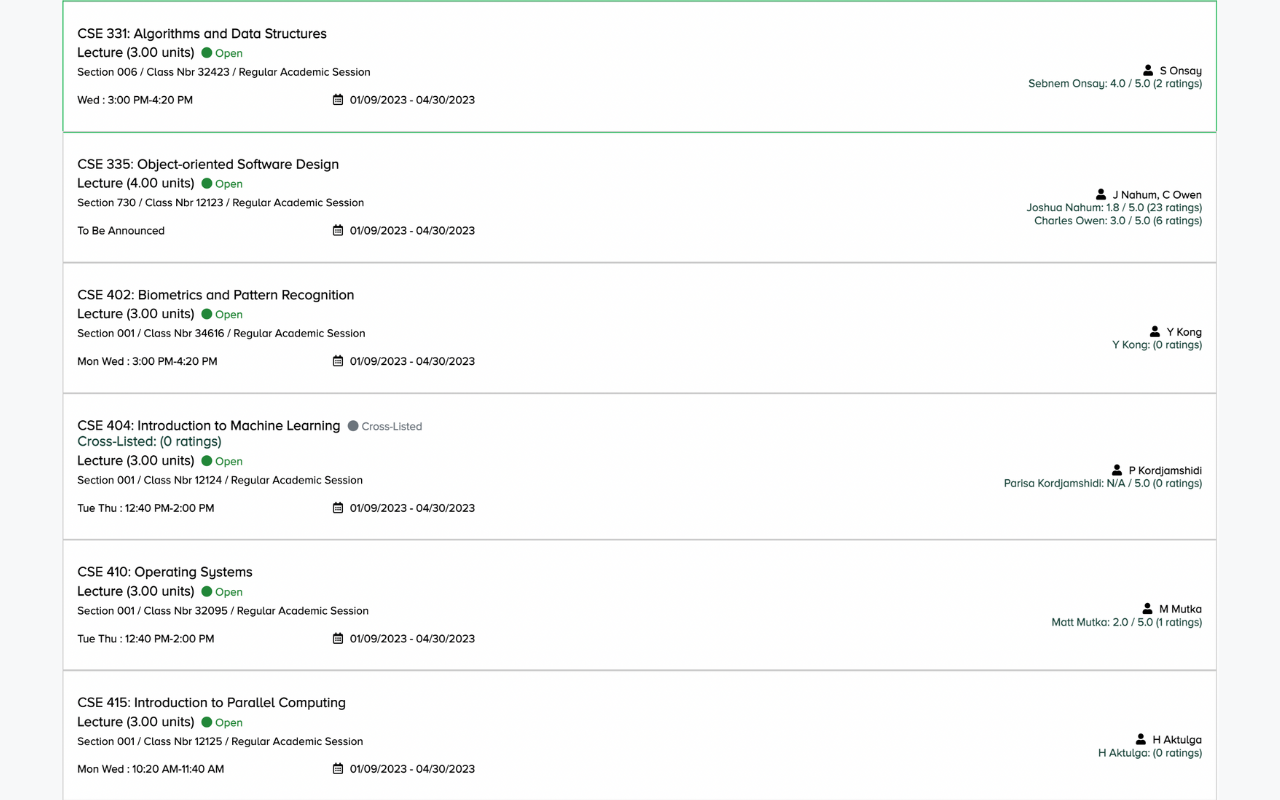 CSE 331: Algorithms and Data Structures
Lecture (3.00 units) Open
Section 006 / Class Nbr 32423 / Regular Academic Session
S Onsay
Sebnem Onsay: 4.0 / 5.0 (2 ratings)
Wed : 3:00 PM-4:20 PM 01/09/2023 - 04/30/2023
CSE 335: Object-oriented Software Design
Lecture (4.00 units) Open
Section 730 / Class Nbr 12123 / Regular Academic Session
J Nahum, C Owen
Joshua Nahum: 1.8 / 5.0 (23 ratings)
Charles Owen: 3.0 / 5.0 (6 ratings)
To Be Announced 01/09/2023 - 04/30/2023
CSE 402: Biometrics and Pattern Recognition
Lecture (3.00 units) Open
Section 001 / Class Nbr 34616 / Regular Academic Session
Y Kong
Y Kong: (0 ratings)
Mon Wed : 3:00 PM-4:20 PM 01/09/2023 - 04/30/2023
CSE 404: Introduction to Machine Learning Cross-Listed
Cross-Listed: (0 ratings)
Lecture (3.00 units) Open
Section 001 / Class Nbr 12124 / Regular Academic Session
P Kordjamshidi
Parisa Kordjamshidi: N/A / 5.0 (0 ratings)
Tue Thu : 12:40 PM-2:00 PM 01/09/2023 - 04/30/2023
CSE 410: Operating Systems
Lecture (3.00 units) Open
Section 001 / Class Nbr 32095 / Regular Academic Session
M Mutka
Matt Mutka: 2.0 / 5.0 (1 ratings)
Tue Thu : 12:40 PM-2:00 PM 01/09/2023 - 04/30/2023
CSE 415: Introduction to Parallel Computing
Lecture (3.00 units) Open
Section 001 / Class Nbr 12125 / Regular Academic Session
H Aktulga
H Aktulga: (0 ratings)
Mon Wed : 10:20 AM-11:40 AM 01/09/2023 - 04/30/2023